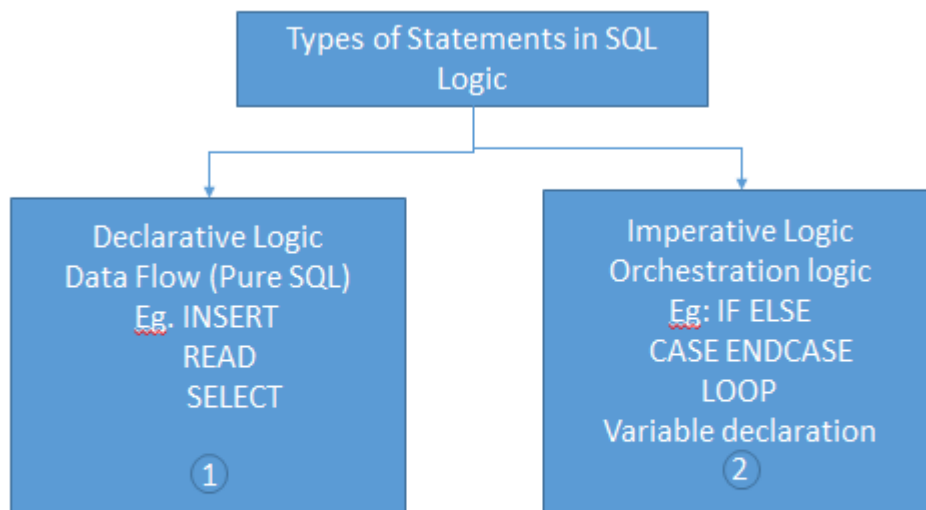 Types of Statements in SQL
Logic
Declarative Logic
Data Flow (Pure SQL)
Eg. INSERT
READ
SELECT
1
Imperative Logic
Orchestration logic
Eg: IF ELSE
CASE ENDCASE
LOOP
Variable declaration
2